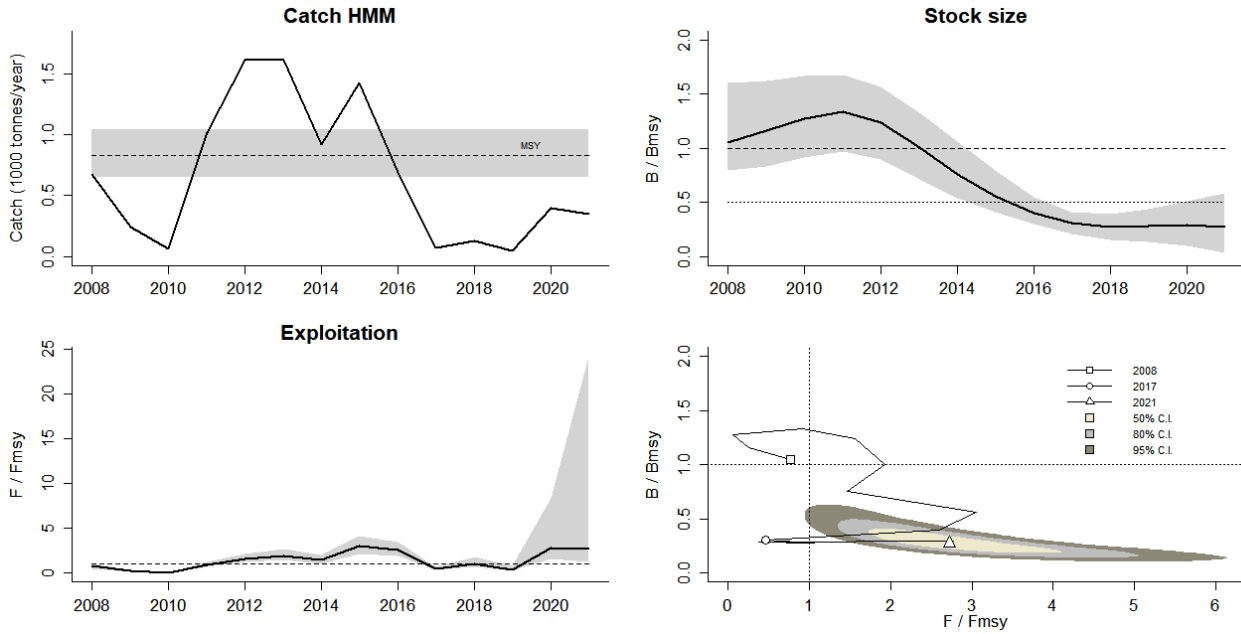 Catch HMM
Catch (1000 tonnes/year)
0.0 0.5 1.0 1.5
MSY
2008 2010 2012 2014 2016 2018 2020
Stock size
B / Bmsy
0.0 0.5 1.0 1.5 2.0
2008 2010 2012 2014 2016 2018 2020
Exploitation
F / Fmsy
0 5 10 15 20 25
2008 2010 2012 2014 2016 2018 2020
B / Bmsy
0.0 0.5 1.0 1.5 2.0
2008
2017
2021
50% C.I.
80% C.I.
95% C.I.
0 1 2 3 4 5 6
F / Fmsy